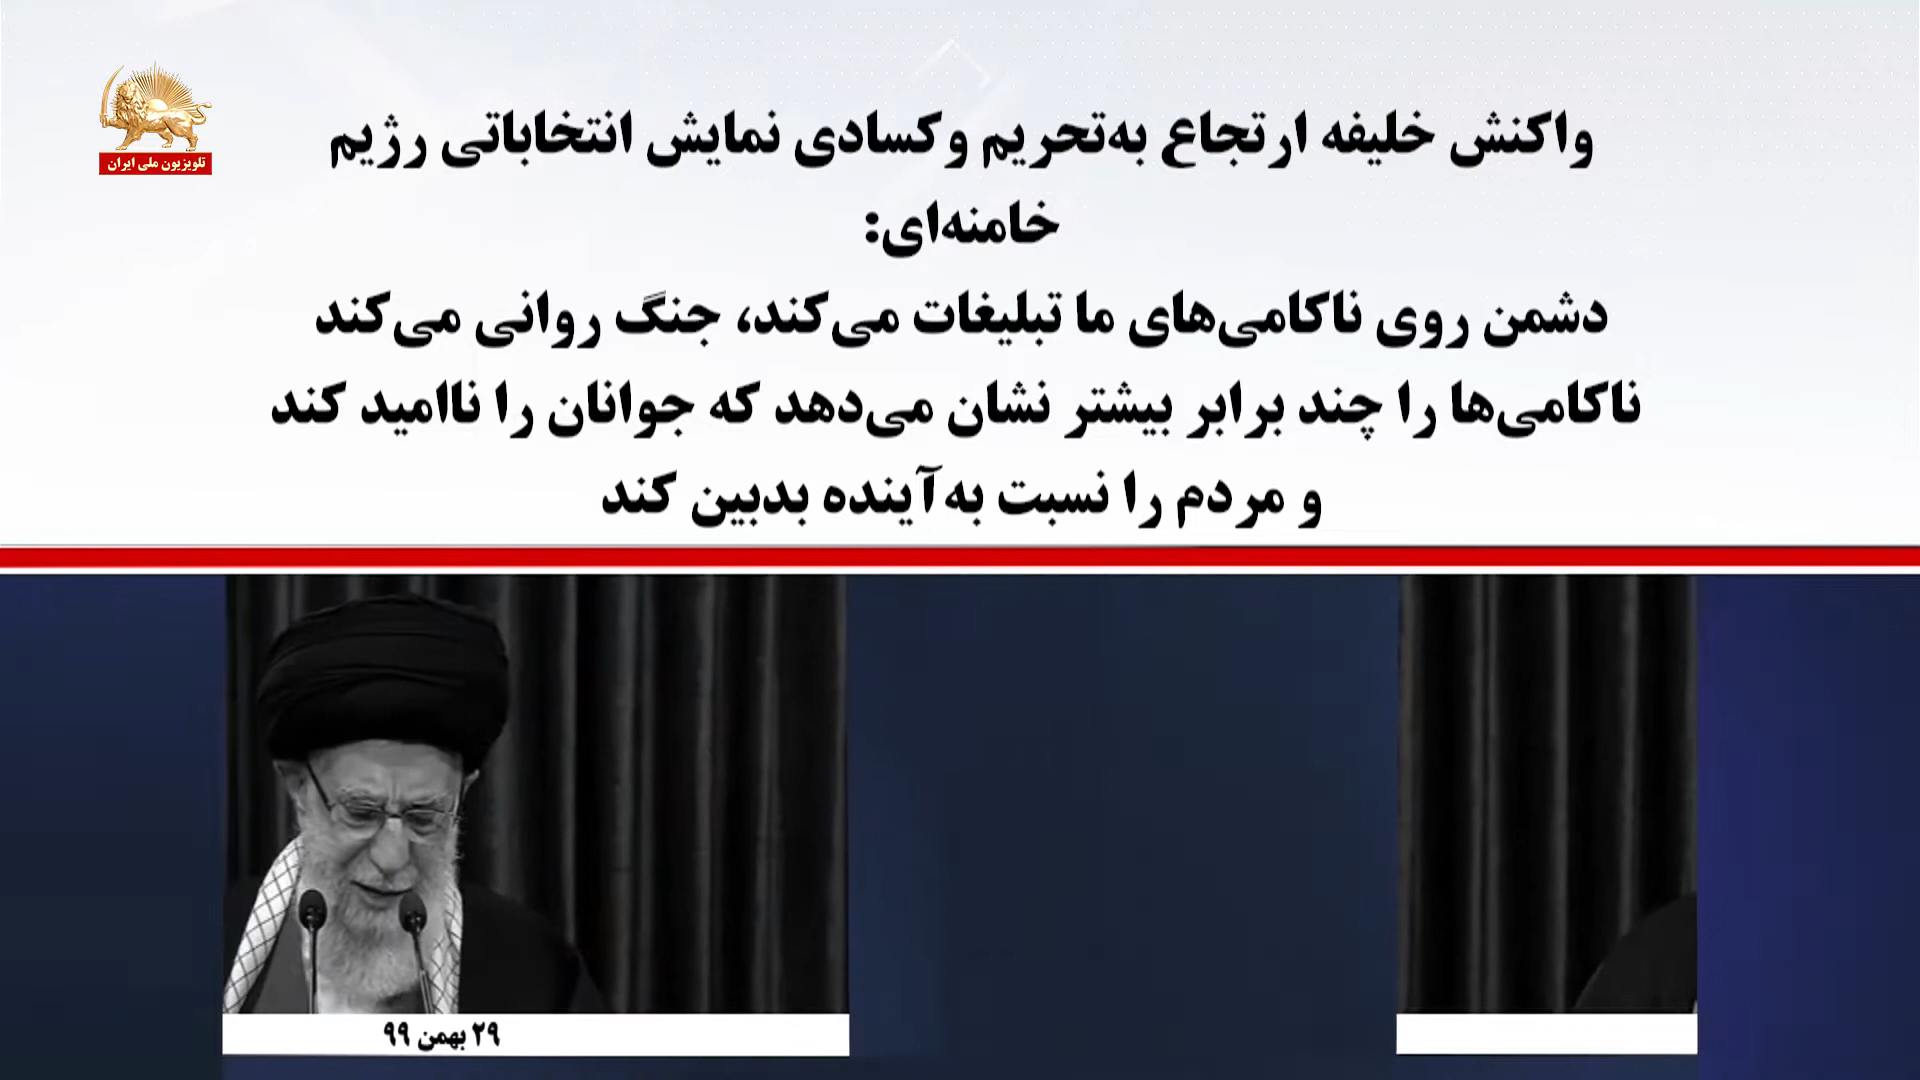 تلویزیون ملی ایران
واکنش خلیفه ارتجاع به‌تحریم وکسادی نمایش انتخاباتی رژیم
خامنه‌ای:
دشمن روی ناکامی‌های ما تبلیغات می‌کند، جنگ روانی می‌کند
ناکامی‌ها را چند برابر بیشتر نشان می‌دهد که جوانان را ناامید کند
و مردم را نسبت به‌آینده بدبین کند
۲۹ بهمن ۹۹